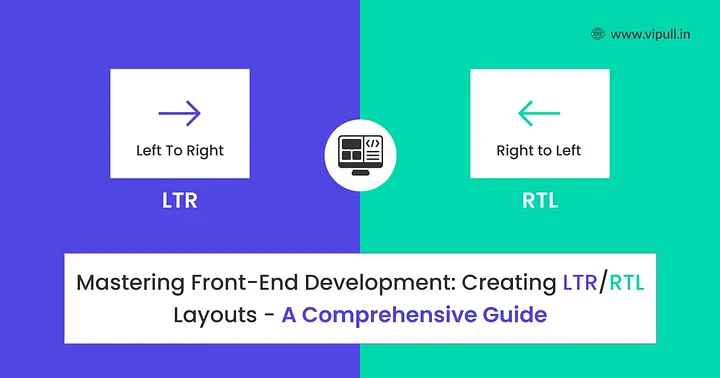 www.vipull.in
Left To Right
LTR
</>
Right to Left
RTL
Mastering Front-End Development: Creating LTR/RTL
Layouts - A Comprehensive Guide